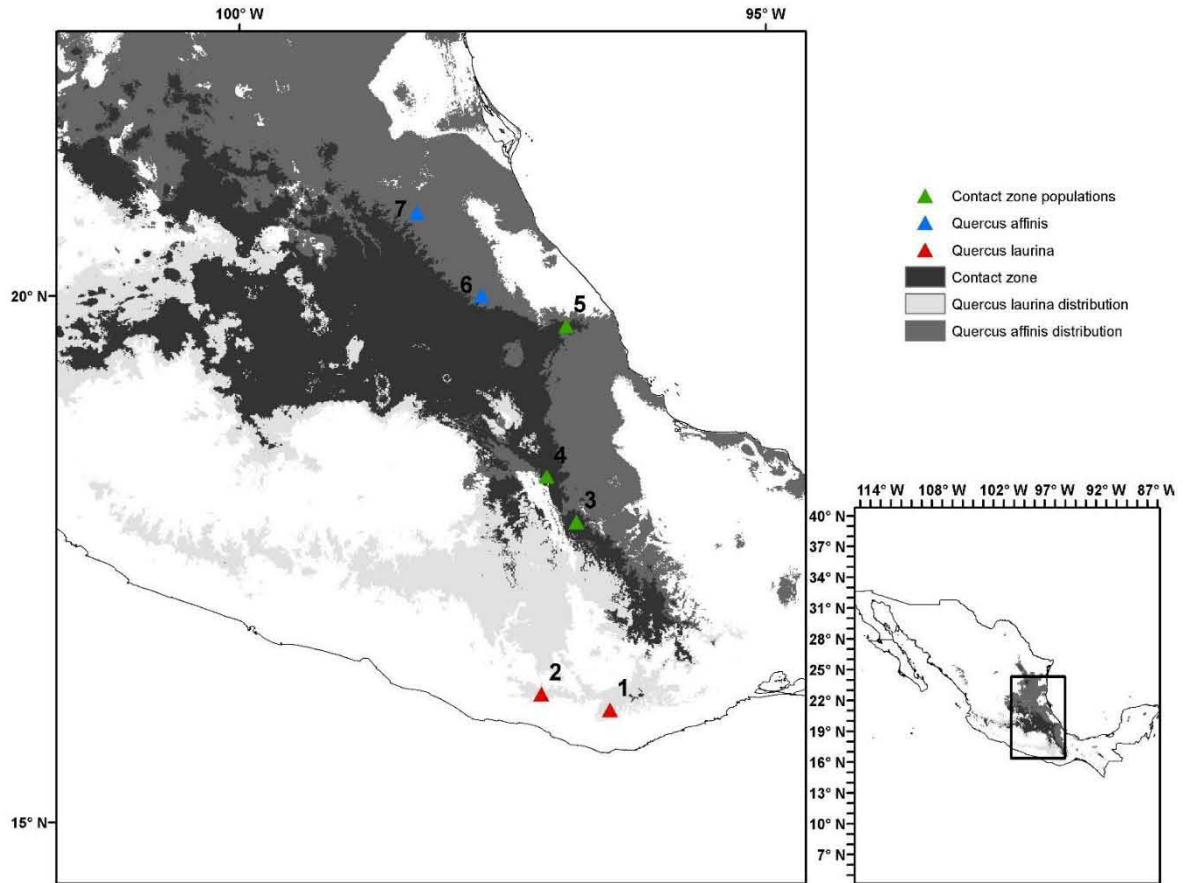 100° W 95° W
20° N
15° N
7
6
5
4
3
2
1
Contact zone populations
Quercus affinis
Quercus laurina
Contact zone
Quercus laurina distribution
Quercus affinis distribution
114° W 108° W 102° W 97° W 92° W 87° W
40° N
37° N
34° N
31° N
28° N
25° N
22° N
19° N
16° N
13° N
10° N
7° N